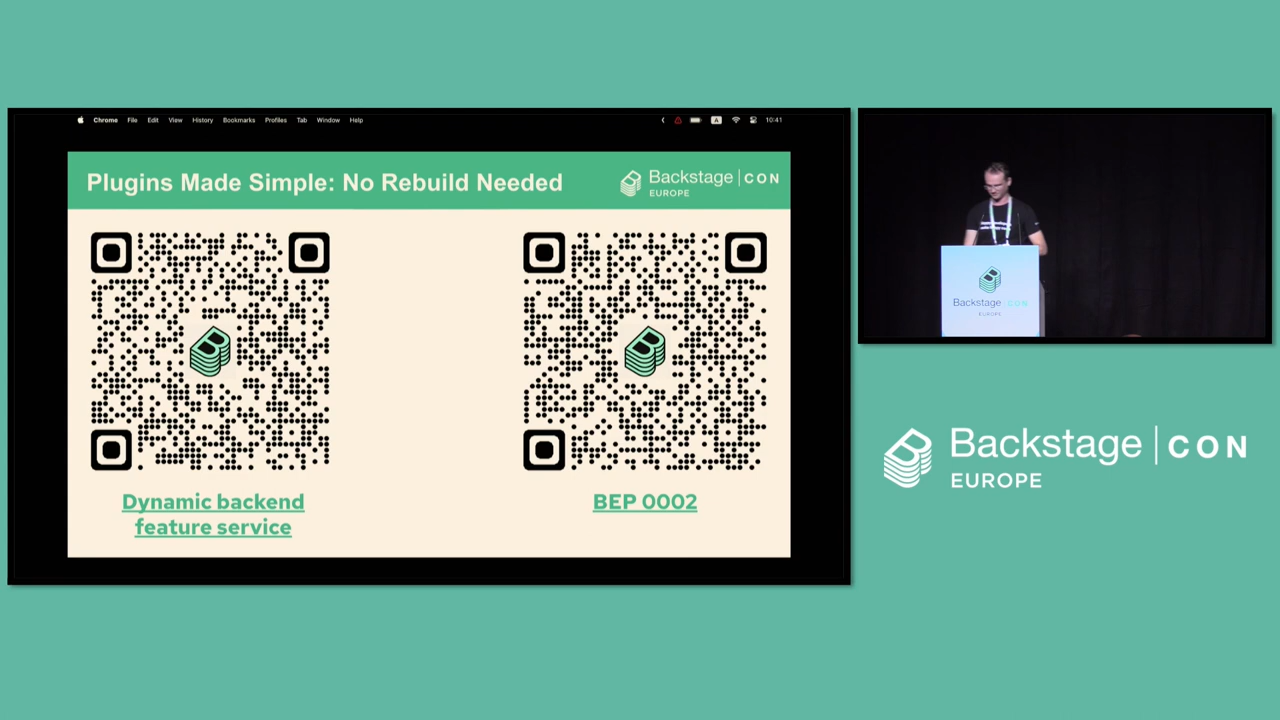 Chrome File Edit View History Bookmarks Profiles Tab Window Help
A
10:41
Plugins Made Simple: No Rebuild Needed
Backstage | CON
EUROPE
Dynamic backend
feature service
BEP 0002
Backstage | CON
EUROPE
Backstage | CON
EUROPE